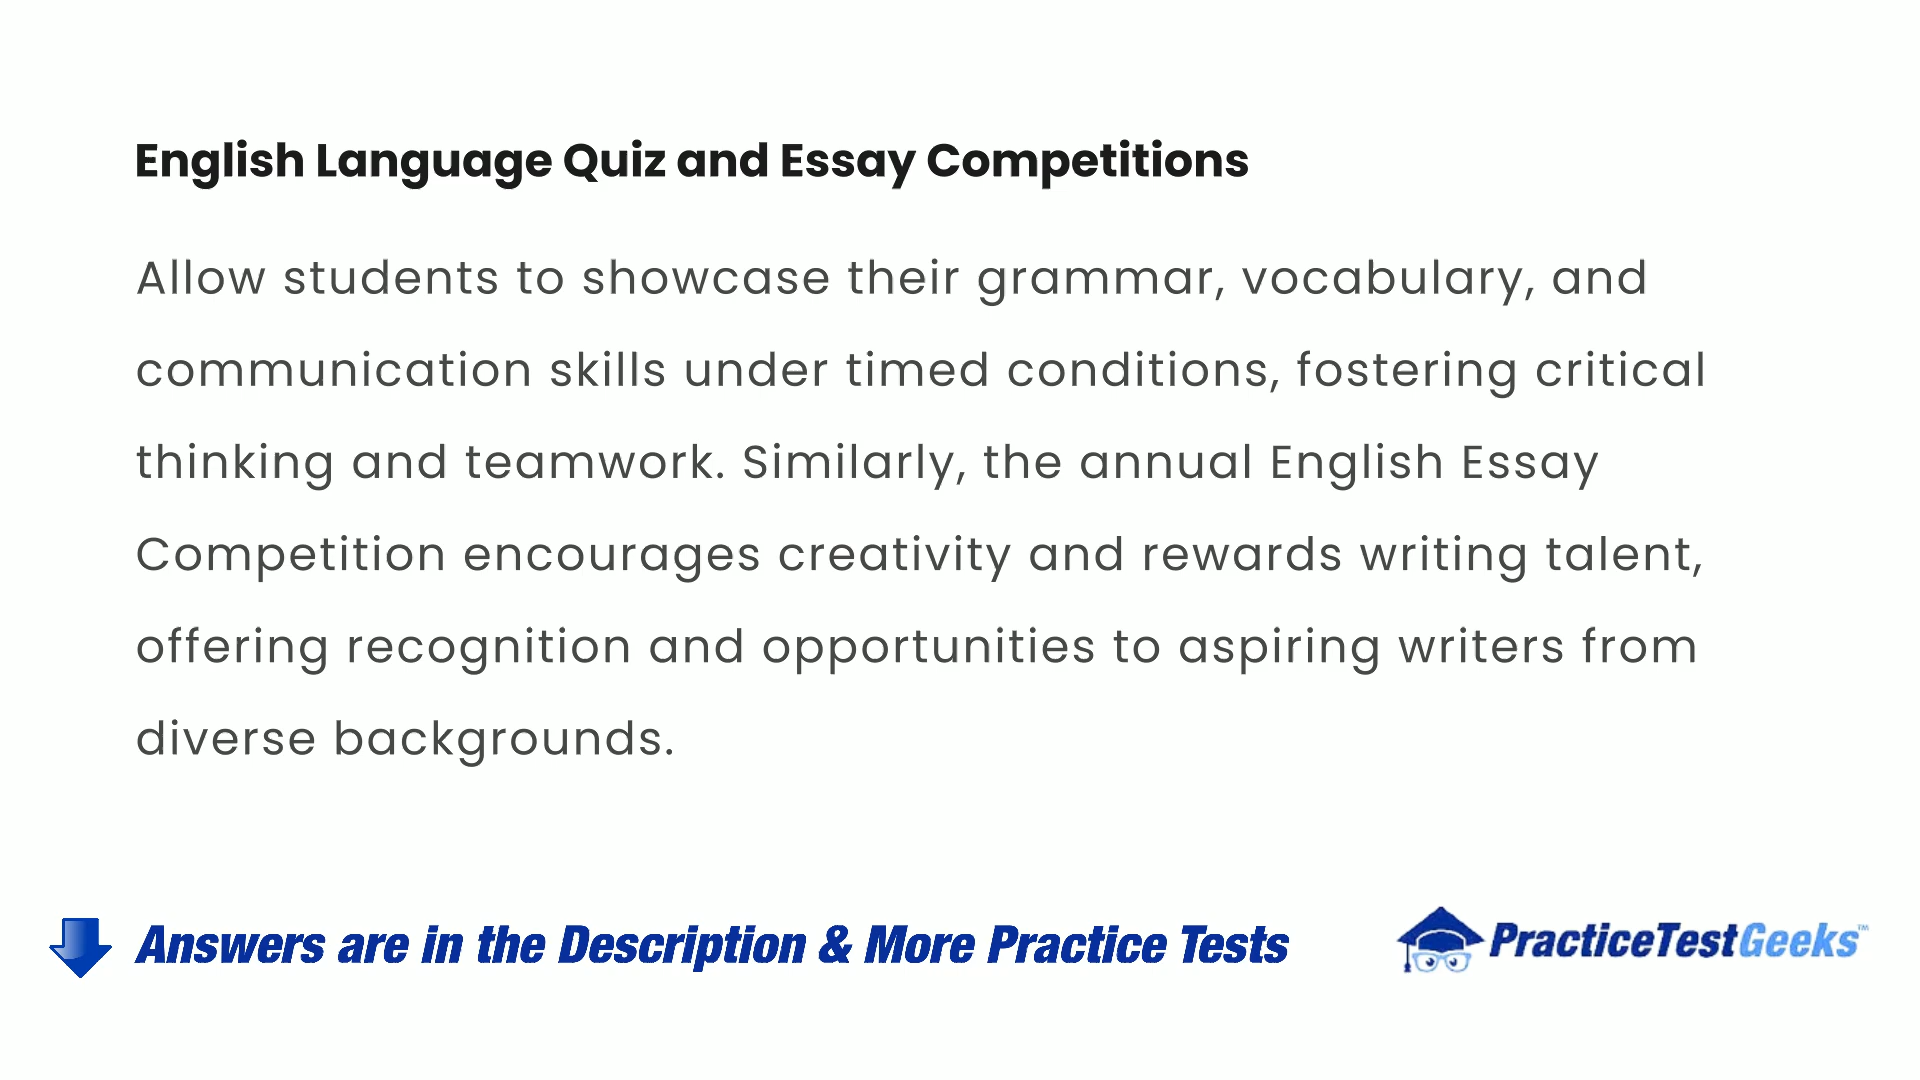 English Language Quiz and Essay Competitions
Allow students to showcase their grammar, vocabulary, and
communication skills under timed conditions, fostering critical
thinking and teamwork. Similarly, the annual English Essay
Competition encourages creativity and rewards writing talent,
offering recognition and opportunities to aspiring writers from
diverse backgrounds.
Answers are in the Description & More Practice Tests
PracticeTestGeeks™